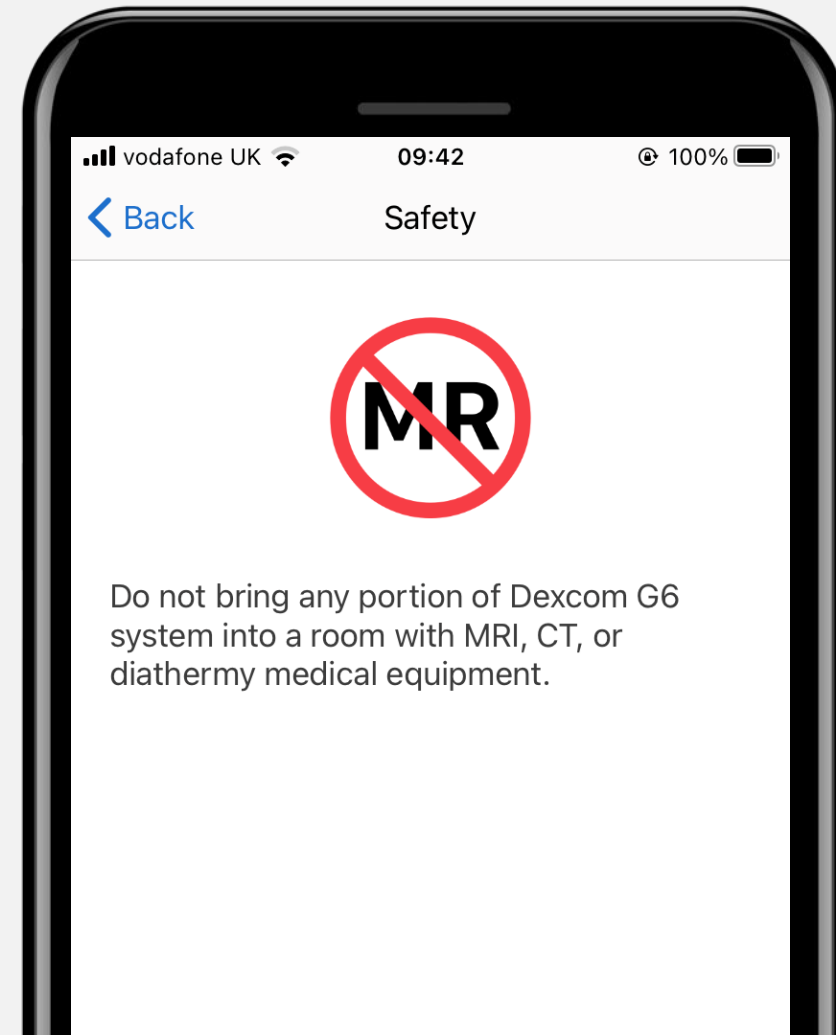 vodafone UK 09:42 100%
Back Safety
MR
Do not bring any portion of Dexcom G6
system into a room with MRI, CT, or
diathermy medical equipment.